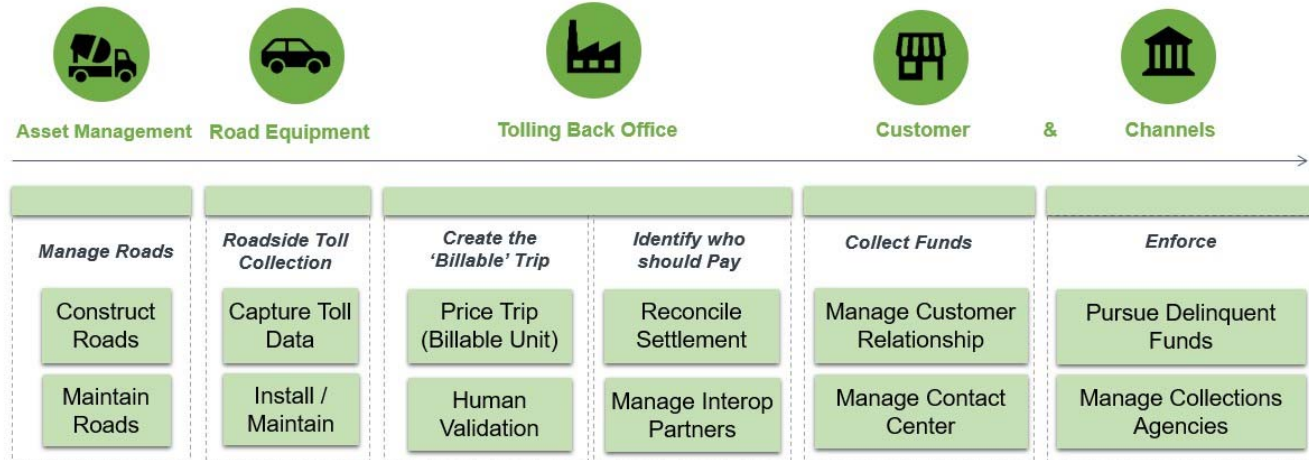 Asset Management
Road Equipment
Tolling Back Office
Customer & Channels
Manage Roads
Roadside Toll
Collection
Create the
‘Billable’ Trip
Identify who
should Pay
Collect Funds
Enforce
Construct
Roads
Capture Toll
Data
Price Trip
(Billable Unit)
Reconcile
Settlement
Manage Customer
Relationship
Pursue Delinquent
Funds
Maintain
Roads
Install /
Maintain
Human
Validation
Manage Interop
Partners
Manage Contact
Center
Manage Collections
Agencies